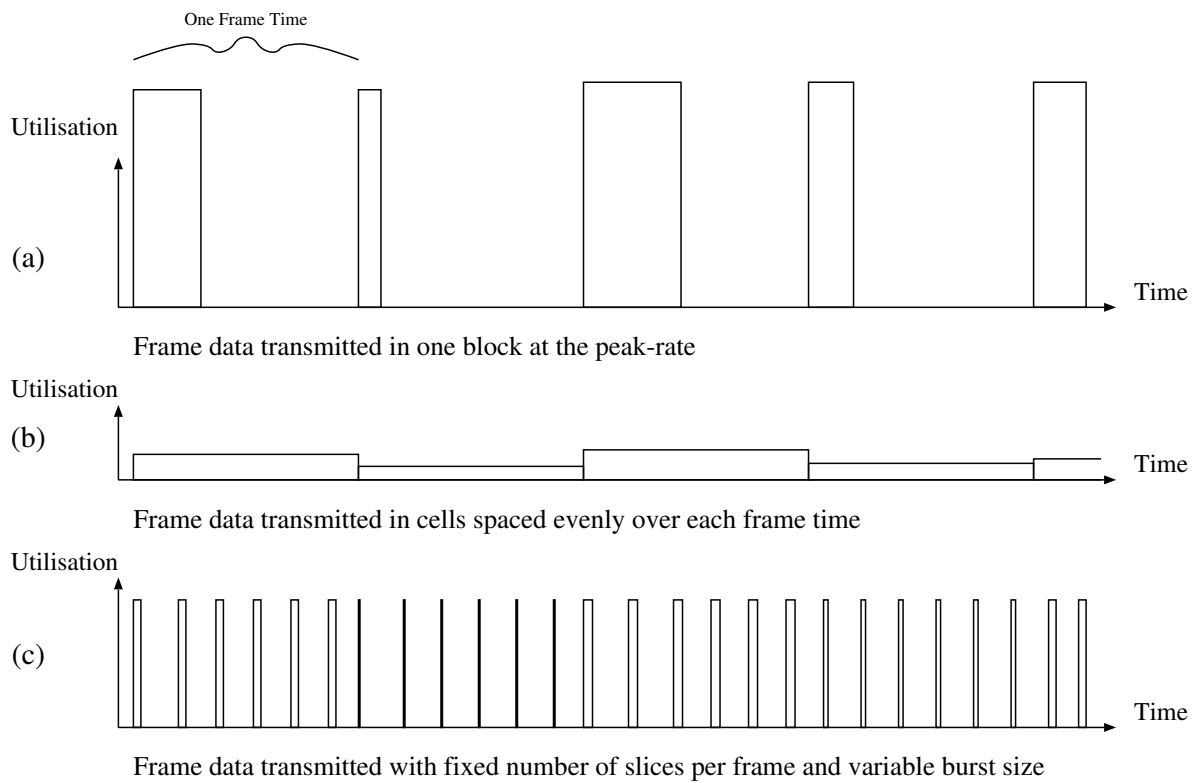 One Frame Time
Utilisation
(a)
Time
Frame data transmitted in one block at the peak-rate
Utilisation
(b)
Time
Frame data transmitted in cells spaced evenly over each frame time
Utilisation
(c)
Time
Frame data transmitted with fixed number of slices per frame and variable burst size